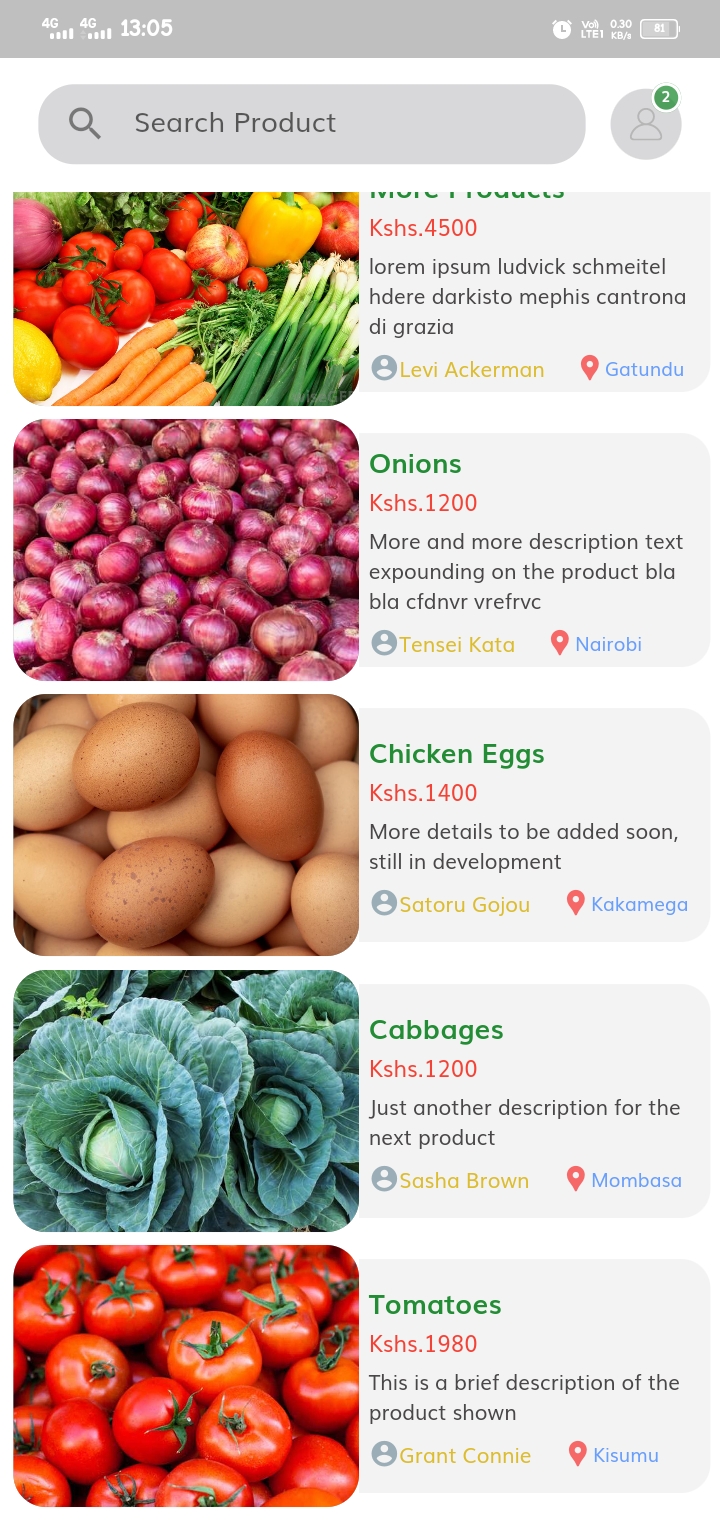 4G 4G 13:05 Vo) LTE1 0.30 KB/s 81
Search Product
2
More Products
Kshs.4500
lorem ipsum ludvick schmeitel
hdere darkisto mephis cantrona
di grazia
Levi Ackerman Gatundu
Onions
Kshs.1200
More and more description text
expounding on the product bla
bla cfdnvr vrefrvc
Tensei Kata Nairobi
Chicken Eggs
Kshs.1400
More details to be added soon,
still in development
Satoru Gojou Kakamega
Cabbages
Kshs.1200
Just another description for the
next product
Sasha Brown Mombasa
Tomatoes
Kshs.1980
This is a brief description of the
product shown
Grant Connie Kisumu